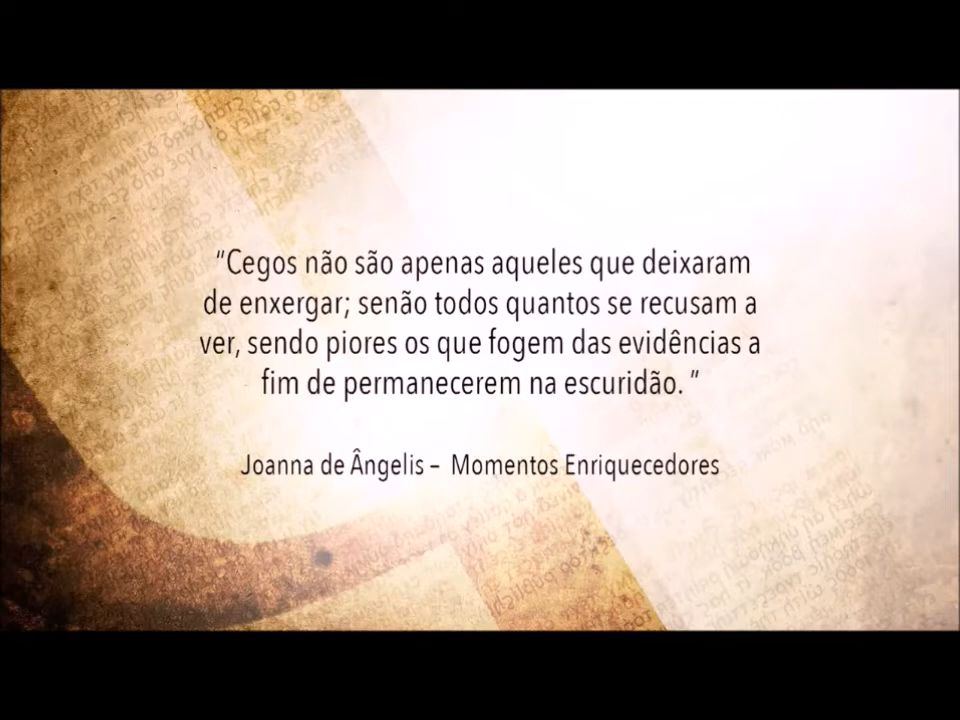 “Cegos não são apenas aqueles que deixaram
de enxergar; senão todos quantos se recusam a
ver, sendo piores os que fogem das evidências a
fim de permanecerem na escuridão. ”
Joanna de Ângelis – Momentos Enriquecedores